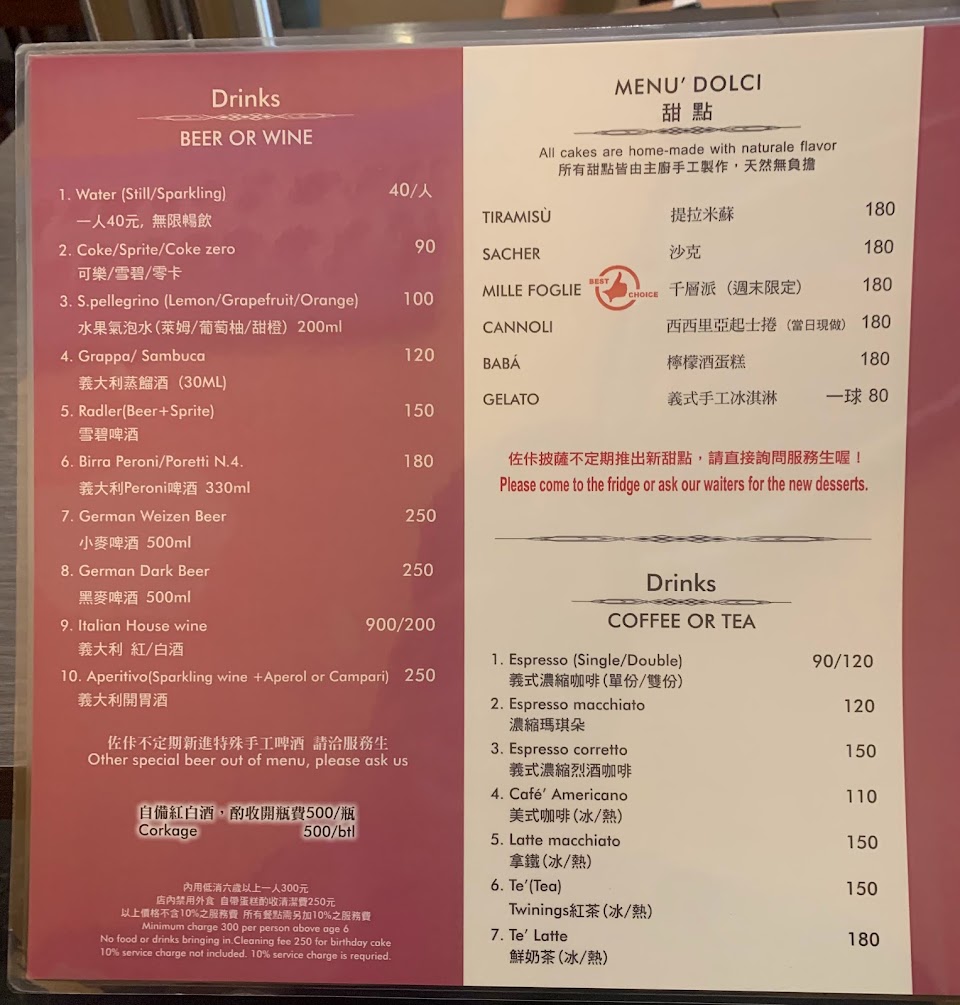 Drinks
BEER OR WINE
1. Water (Still/Sparkling) 40/人
一人40元, 無限暢飲
2. Coke/Sprite/Coke zero 90
可樂/雪碧/零卡
3. S.pellegrino (Lemon/Grapefruit/Orange) 100
水果氣泡水(萊姆/葡萄柚/甜橙) 200ml
4. Grappa/ Sambuca 120
義大利蒸餾酒 (30ML)
5. Radler(Beer+Sprite) 150
雪碧啤酒
6. Birra Peroni/Poretti N.4. 180
義大利Peroni啤酒 330ml
7. German Weizen Beer 250
小麥啤酒 500ml
8. German Dark Beer 250
黑麥啤酒 500ml
9. Italian House wine 900/200
義大利 紅/白酒
10. Aperitivo(Sparkling wine +Aperol or Campari) 250
義大利開胃酒
佐佧不定期新進特殊手工啤酒 請洽服務生
Other special beer out of menu, please ask us
自備紅白酒，酌收開瓶費500/瓶
Corkage 500/btl
內用低消六歲以上一人300元
店內禁用外食 自帶蛋糕酌收清潔費250元
以上價格不含10%之服務費 所有餐點需另加10%之服務費
Minimum charge 300 per person above age 6
No food or drinks bringing in.Cleaning fee 250 for birthday cake
10% service charge not included. 10% service charge is requried.
MENU' DOLCI
甜 點
All cakes are home-made with naturale flavor
所有甜點皆由主廚手工製作，天然無負擔
TIRAMISÙ 提拉米蘇 180
SACHER 沙克 180
MILLE FOGLIE BEST CHOICE 千層派（週末限定） 180
CANNOLI 西西里亞起士捲（當日現做） 180
BABÁ 檸檬酒蛋糕 180
GELATO 義式手工冰淇淋 一球 80
佐佧披薩不定期推出新甜點，請直接詢問服務生喔！
Please come to the fridge or ask our waiters for the new desserts.
Drinks
COFFEE OR TEA
1. Espresso (Single/Double) 90/120
義式濃縮咖啡(單份/雙份)
2. Espresso macchiato 120
濃縮瑪琪朵
3. Espresso corretto 150
義式濃縮烈酒咖啡
4. Café' Americano 110
美式咖啡(冰/熱)
5. Latte macchiato 150
拿鐵(冰/熱)
6. Te'(Tea) 150
Twinings紅茶(冰/熱)
7. Te' Latte 180
鮮奶茶(冰/熱)